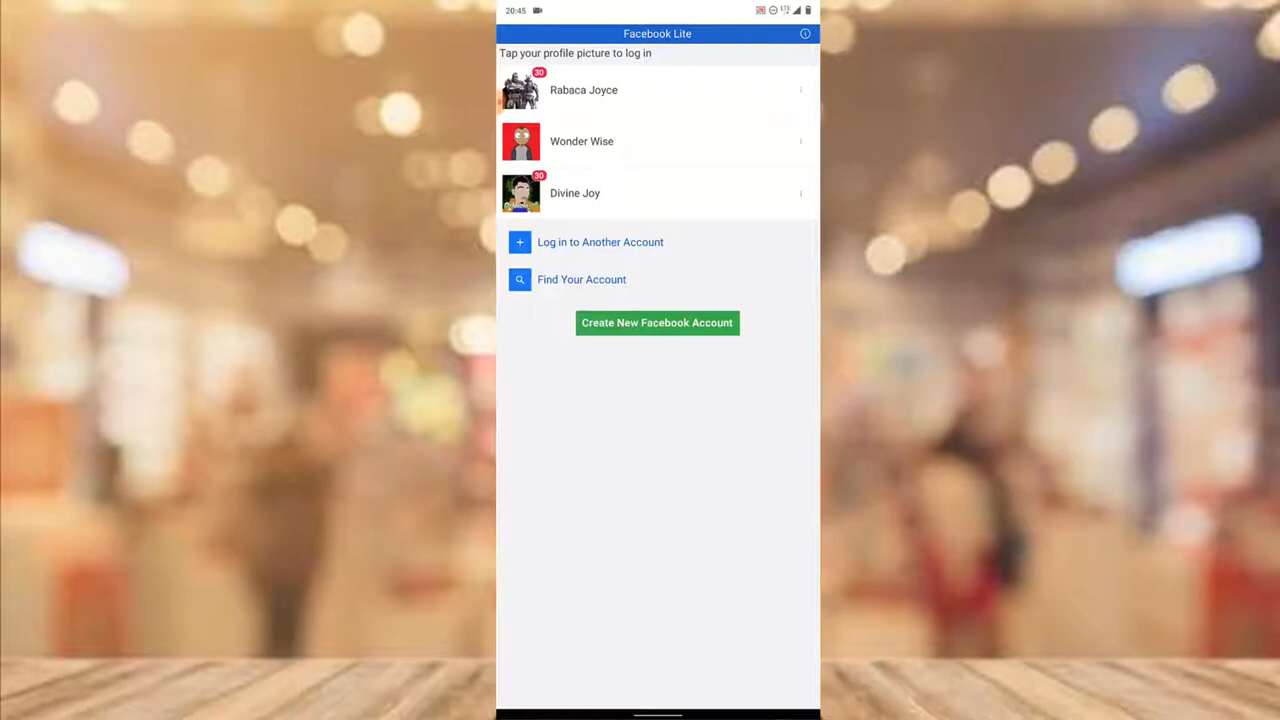 20:45
LTE
Facebook Lite
Tap your profile picture to log in
30
Rabaca Joyce
Wonder Wise
30
Divine Joy
Log in to Another Account
Find Your Account
Create New Facebook Account